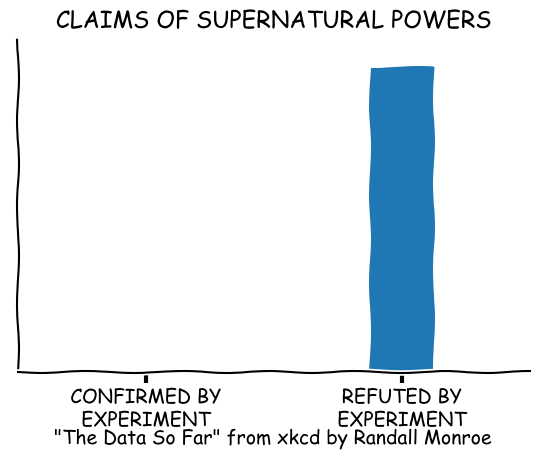 CLAIMS OF SUPERNATURAL POWERS
CONFIRMED BY
EXPERIMENT
REFUTED BY
EXPERIMENT
"The Data So Far" from xkcd by Randall Monroe